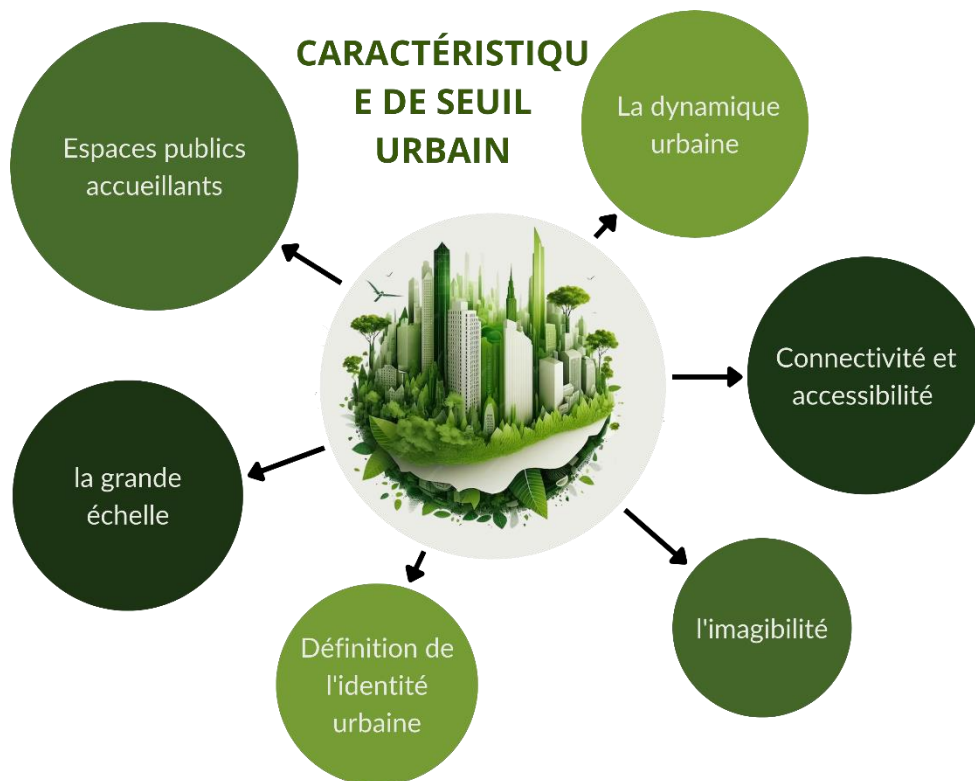 CARACTÉRISTIQU
E DE SEUIL
URBAIN
La dynamique
urbaine
Espaces publics
accueillants
Connectivité et
accessibilité
la grande
échelle
l'imagibilité
Définition de
l'identité
urbaine